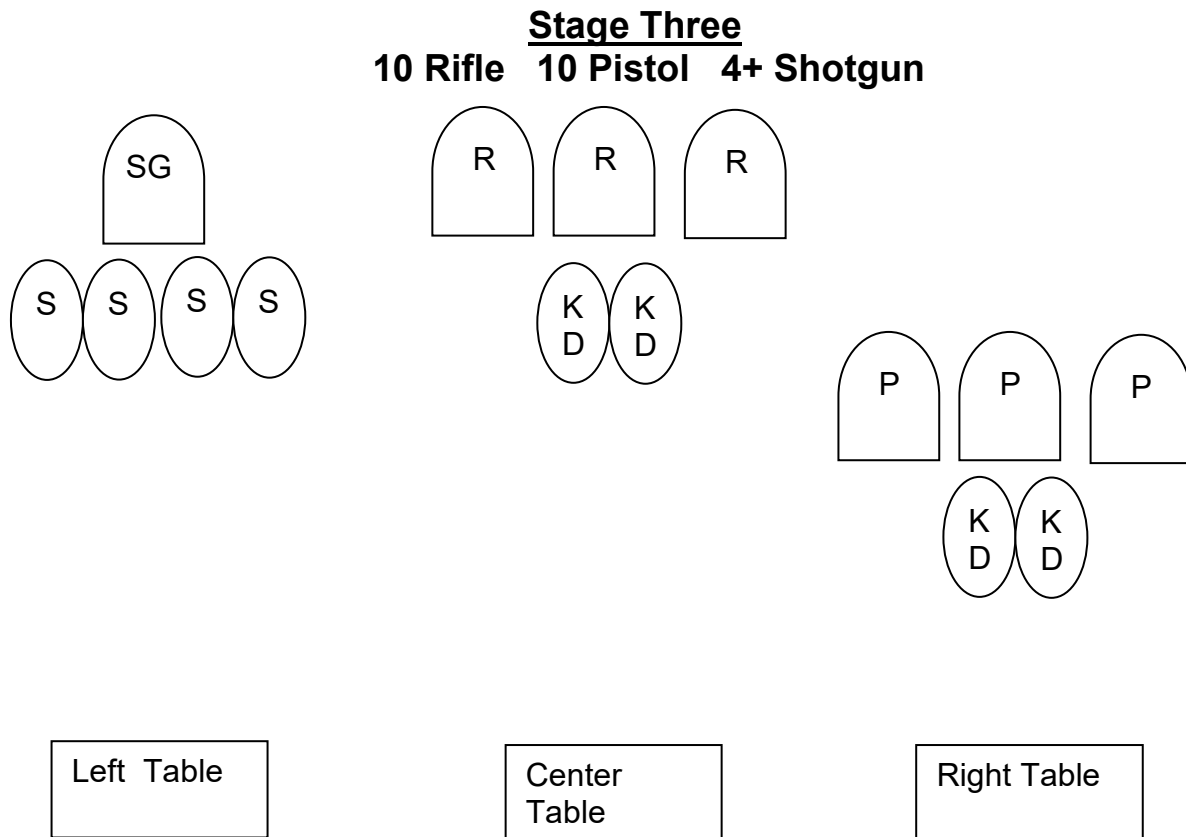 Stage Three
10 Rifle 10 Pistol 4+ Shotgun
SG
R R R
S S S S
K K
D D
P P P
K K
D D
Left Table
Center
Table
Right Table